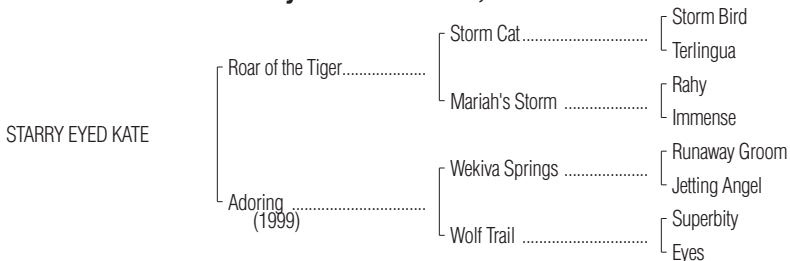 Storm Bird
Storm Cat..............................
Terlingua
Roar of the Tiger....................
Rahy
Mariah's Storm ....................
Immense
STARRY EYED KATE
Runaway Groom
Wekiva Springs ....................
Jetting Angel
Adoring ................................
(1999)
Superbity
Wolf Trail ..............................
Eyes